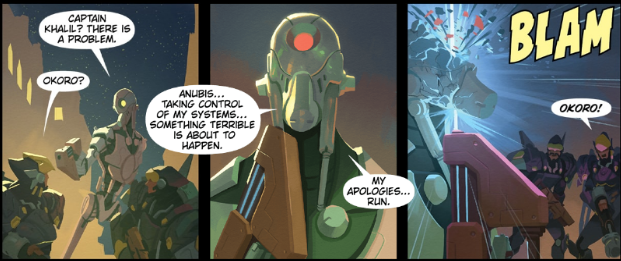 CAPTAIN
KHALIL? THERE IS
A PROBLEM.
OKORO?
ANUBIS...
TAKING CONTROL
OF MY SYSTEMS...
SOMETHING TERRIBLE
IS ABOUT TO
HAPPEN.
MY
APOLOGIES...
RUN.
BLAM
OKORO!